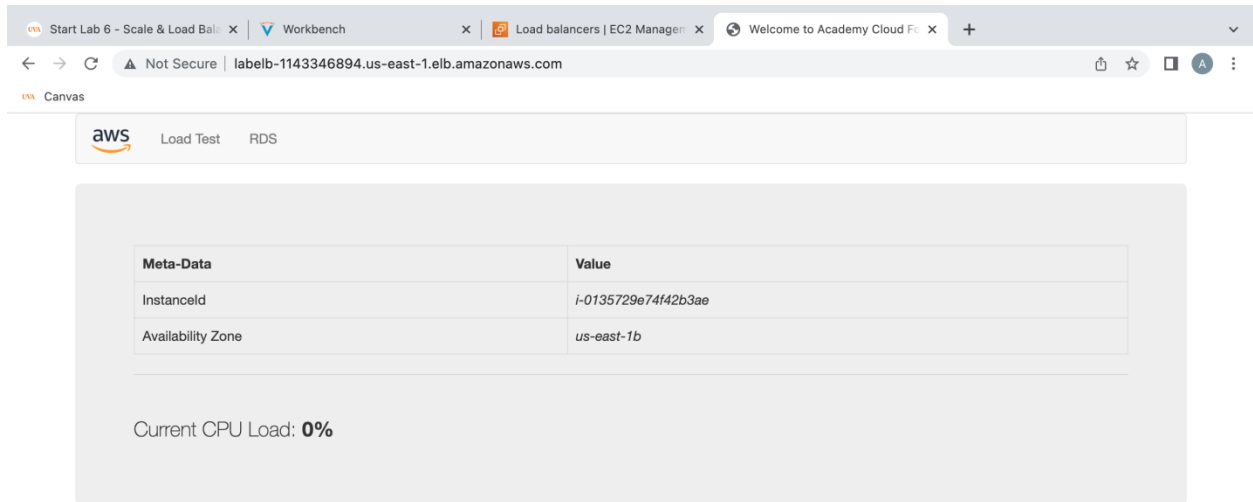 UVA Start Lab 6 - Scale & Load Bala Workbench Load balancers | EC2 Managem Welcome to Academy Cloud Fo
Not Secure | labelb-1143346894.us-east-1.elb.amazonaws.com A
UVA Canvas
aws Load Test RDS
Meta-Data Value
InstanceId i-0135729e74f42b3ae
Availability Zone us-east-1b
Current CPU Load: 0%